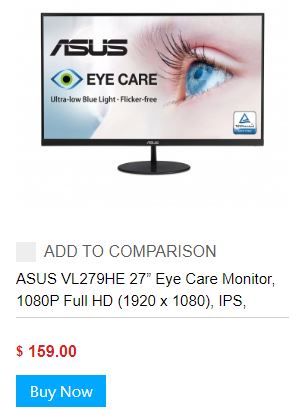 ASUS
EYE CARE
Ultra-low Blue Light · Flicker-free
ASUS
ADD TO COMPARISON
ASUS VL279HE 27” Eye Care Monitor,
1080P Full HD (1920 x 1080), IPS,
$ 159.00
Buy Now